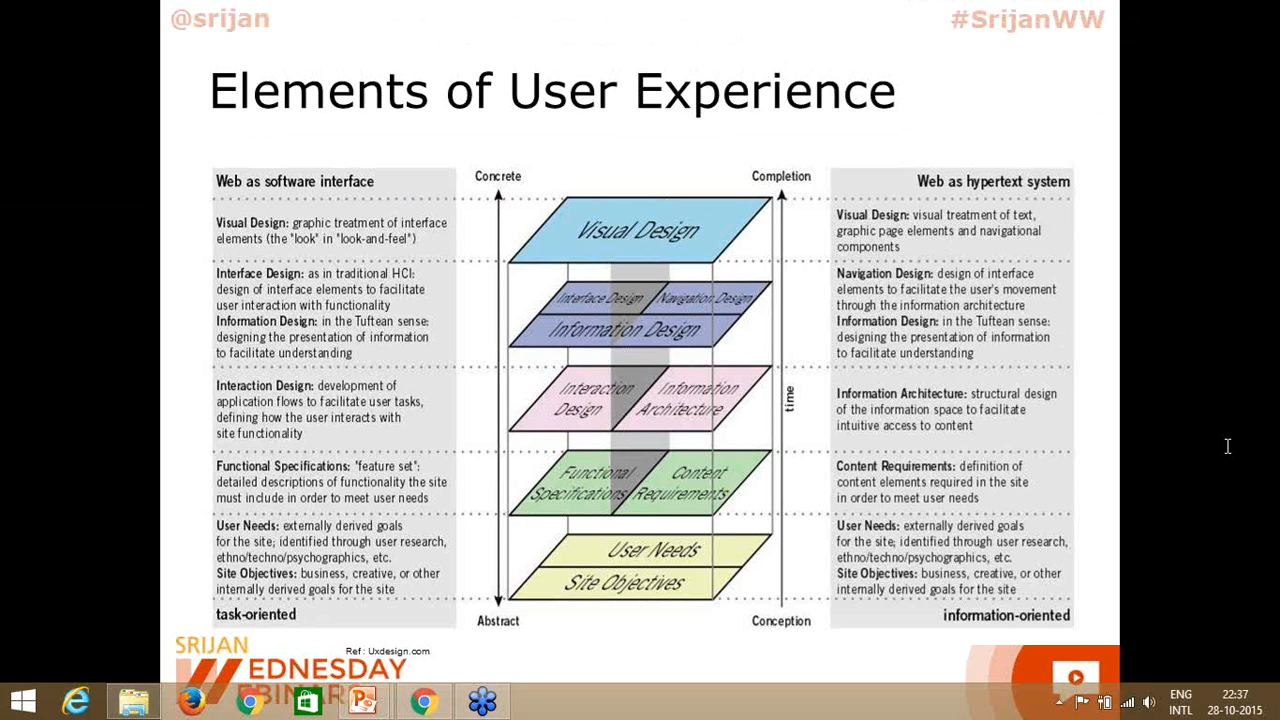 @srijan
#SrijanWW
Elements of User Experience
Web as software interface
Concrete
Completion
Web as hypertext system
Visual Design: graphic treatment of interface
elements (the "look" in "look-and-feel")
Visual Design
Visual Design: visual treatment of text,
graphic page elements and navigational
components
Interface Design: as in traditional HCI:
design of interface elements to facilitate
user interaction with functionality
Information Design: in the Tuftean sense:
designing the presentation of information
to facilitate understanding
Interface Design
Navigation Design
Information Design
Navigation Design: design of interface
elements to facilitate the user's movement
through the information architecture
Information Design: in the Tuftean sense:
designing the presentation of information
to facilitate understanding
Interaction Design: development of
application flows to facilitate user tasks,
defining how the user interacts with
site functionality
Interaction
Design
Information
Architecture
time
Information Architecture: structural design
of the information space to facilitate
intuitive access to content
Functional Specifications: "feature set":
detailed descriptions of functionality the site
must include in order to meet user needs
Functional
Specifications
Content
Requirements
Content Requirements: definition of
content elements required in the site
in order to meet user needs
User Needs: externally derived goals
for the site; identified through user research,
ethno/techno/psychographics, etc.
Site Objectives: business, creative, or other
internally derived goals for the site
User Needs
Site Objectives
User Needs: externally derived goals
for the site; identified through user research,
ethno/techno/psychographics, etc.
Site Objectives: business, creative, or other
internally derived goals for the site
task-oriented
Abstract
Conception
information-oriented
SRIJAN
Ref : Uxdesign.com
WEDNESDAY
EBINAR
ENG
INTL
22:37
28-10-2015